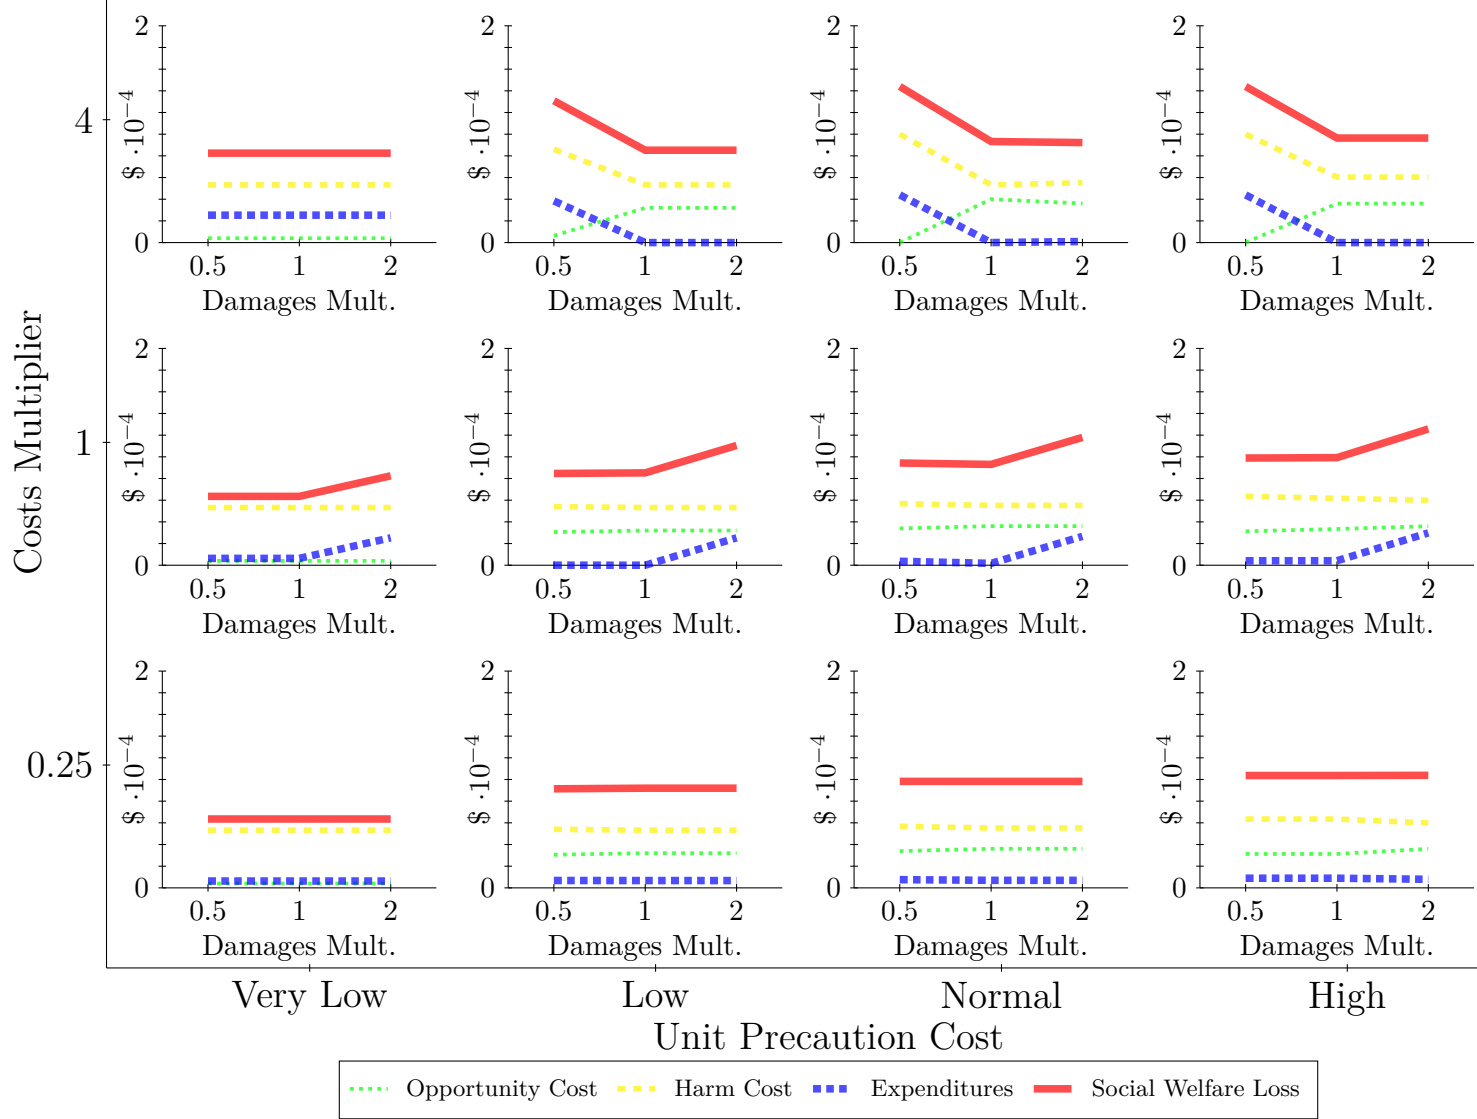 2
2
2
2
$ ·10⁻⁴
$ ·10⁻⁴
$ ·10⁻⁴
$ ·10⁻⁴
4
0
0
0
0
0.5 1 2
0.5 1 2
0.5 1 2
0.5 1 2
Damages Mult.
Damages Mult.
Damages Mult.
Damages Mult.
Costs Multiplier
2
2
2
2
$ ·10⁻⁴
$ ·10⁻⁴
$ ·10⁻⁴
$ ·10⁻⁴
1
0
0
0
0
0.5 1 2
0.5 1 2
0.5 1 2
0.5 1 2
Damages Mult.
Damages Mult.
Damages Mult.
Damages Mult.
2
2
2
2
$ ·10⁻⁴
$ ·10⁻⁴
$ ·10⁻⁴
$ ·10⁻⁴
0.25
0
0
0
0
0.5 1 2
0.5 1 2
0.5 1 2
0.5 1 2
Damages Mult.
Damages Mult.
Damages Mult.
Damages Mult.
Very Low
Low
Normal
High
Unit Precaution Cost
Opportunity Cost
Harm Cost
Expenditures
Social Welfare Loss